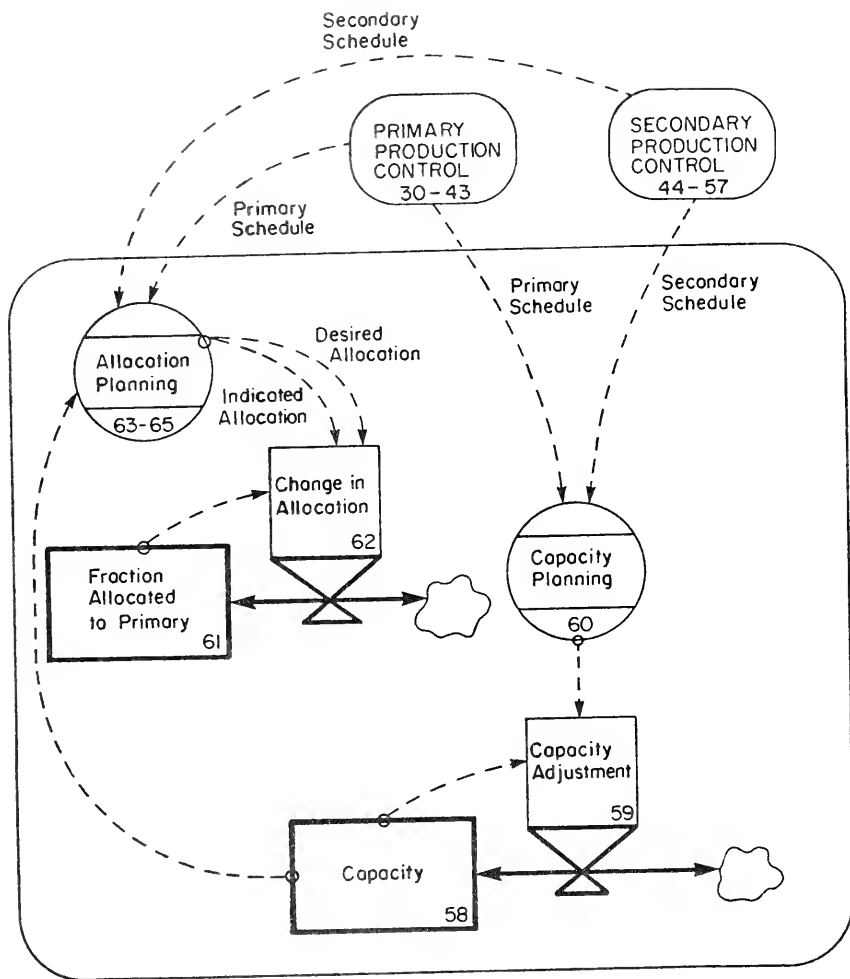 Secondary
Schedule
PRIMARY
PRODUCTION
CONTROL
30-43
SECONDARY
PRODUCTION
CONTROL
44-57
Primary
Schedule
Primary
Schedule
Secondary
Schedule
Desired
Allocation
Allocation
Planning
63-65
Indicated
Allocation
Change in
Allocation
62
Fraction
Allocated
to Primary
61
Capacity
Planning
60
Capacity
Adjustment
59
Capacity
58